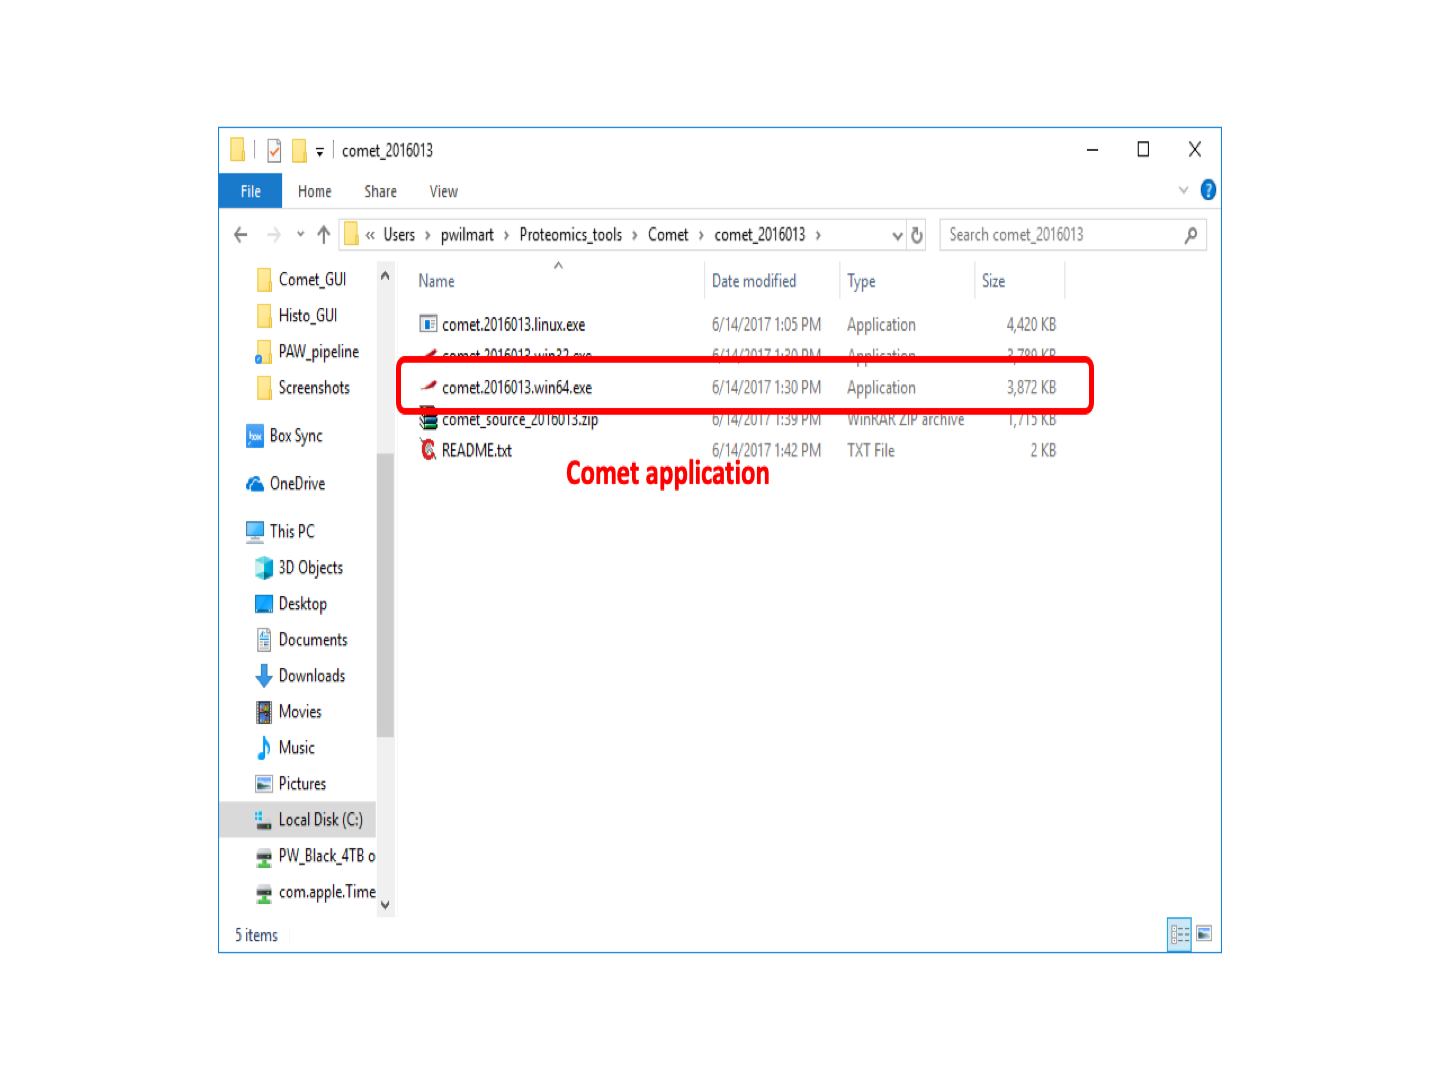 comet_2016013
File Home Share View
« Users › pwilmart › Proteomics_tools › Comet › comet_2016013 › Search comet_2016013
Name Date modified Type Size
comet.2016013.linux.exe 6/14/2017 1:05 PM Application 4,420 KB
comet.2016013.win32.exe 6/14/2017 1:30 PM Application 3,789 KB
comet.2016013.win64.exe 6/14/2017 1:30 PM Application 3,872 KB
comet_source_2016013.zip 6/14/2017 1:39 PM WinRAR ZIP archive 1,715 KB
README.txt 6/14/2017 1:42 PM TXT File 2 KB
Comet application
Comet_GUI
Histo_GUI
PAW_pipeline
Screenshots
box Box Sync
OneDrive
This PC
3D Objects
Desktop
Documents
Downloads
Movies
Music
Pictures
Local Disk (C:)
PW_Black_4TB o
com.apple.Time
5 items